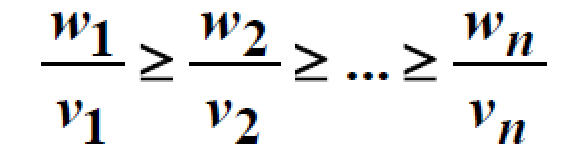 w₁/v₁ ≥ w₂/v₂ ≥ ... ≥ wₙ/vₙ